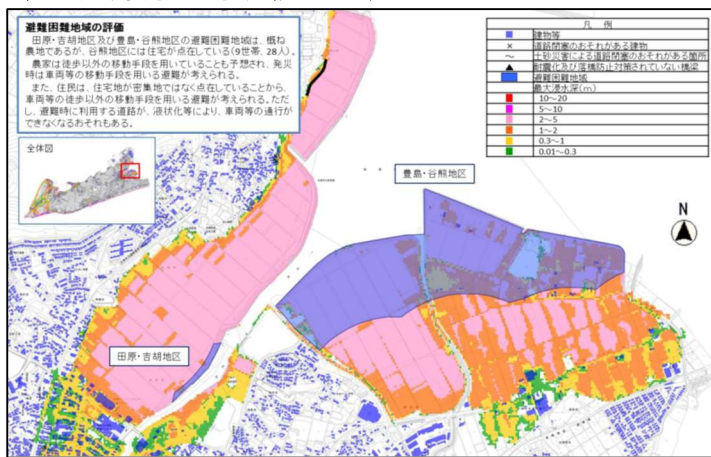 避難困難地域の評価
田原・吉胡地区及び豊島・谷熊地区の避難困難地域は、概ね
農地であるが、谷熊地区には住宅が点在している(9世帯、28人)。
農家は徒歩以外の移動手段を用いていることも予想され、発災
時は車両等の移動手段を用いる避難が考えられる。
また、住民は、住宅地が密集地ではなく点在していることから、
車両等の徒歩以外の移動手段を用いる避難が考えられる。ただ
し、避難時に利用する道路が、液状化等により、車両等の通行が
できなくなるおそれもある。
全体図
凡 例
建物等
道路閉塞のおそれがある建物
土砂災害による道路閉塞のおそれがある箇所
耐震化及び落橋防止対策されていない橋梁
避難困難地域
最大浸水深(m)
10～20
5～10
2～5
1～2
0.3～1
0.01～0.3
豊島・谷熊地区
N
田原・吉胡地区